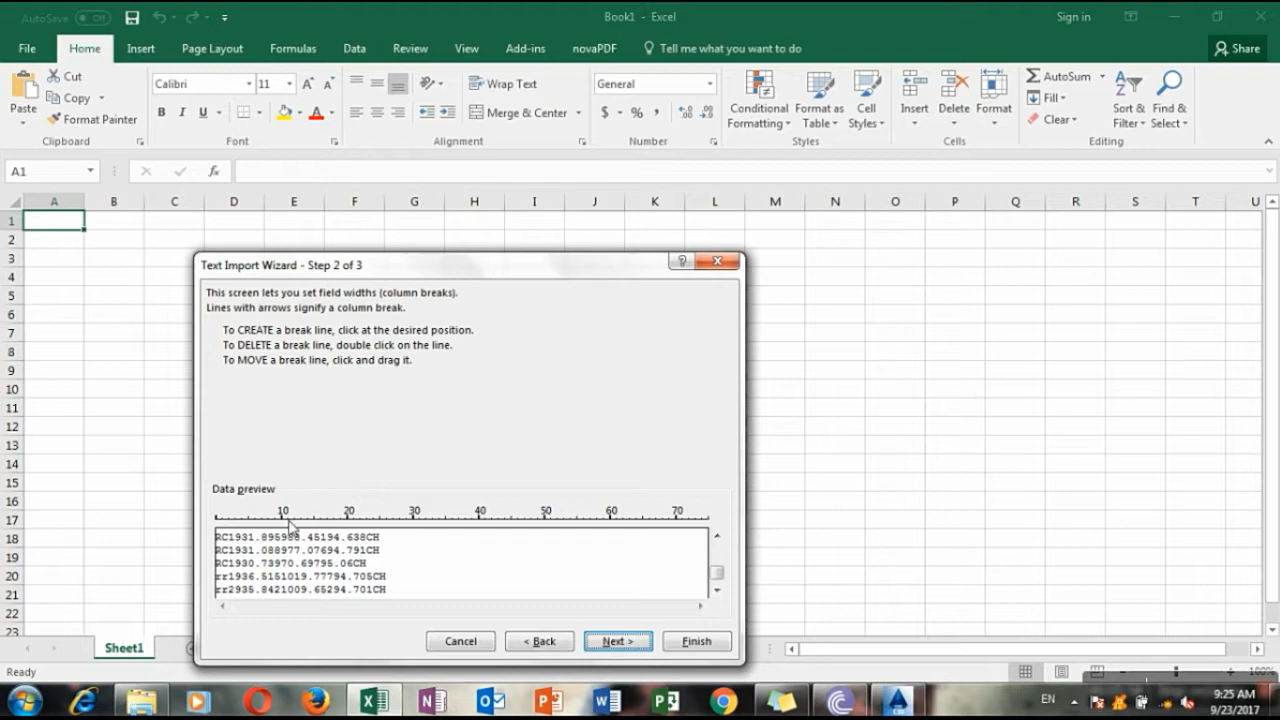 AutoSave Off
Book1 - Excel
Sign in
File Home Insert Page Layout Formulas Data Review View Add-ins novaPDF Tell me what you want to do Share
Paste
Cut
Copy
Format Painter
Calibri 11
B I U
Wrap Text
Merge & Center
General
$ % ,
Conditional Formatting
Format as Table
Cell Styles
Insert
Delete
Format
AutoSum
Fill
Clear
Sort & Filter
Find & Select
Clipboard Font Alignment Number Styles Cells Editing
A1 fx
A B C D E F G H I J K L M N O P Q R S T U
1
2
3
4
5
6
7
8
9
10
11
12
13
14
15
16
17
18
19
20
21
22
23
Text Import Wizard - Step 2 of 3
This screen lets you set field widths (column breaks).
Lines with arrows signify a column break.
To CREATE a break line, click at the desired position.
To DELETE a break line, double click on the line.
To MOVE a break line, click and drag it.
Data preview
10 20 30 40 50 60 70
RC1931.088977.07694.791CH
RC1930.73970.69795.06CH
rr1936.5151019.77794.705CH
rr2935.8421009.65294.701CH
Cancel < Back Next > Finish
Sheet1
Ready
100%
EN
9:25 AM
9/23/2017